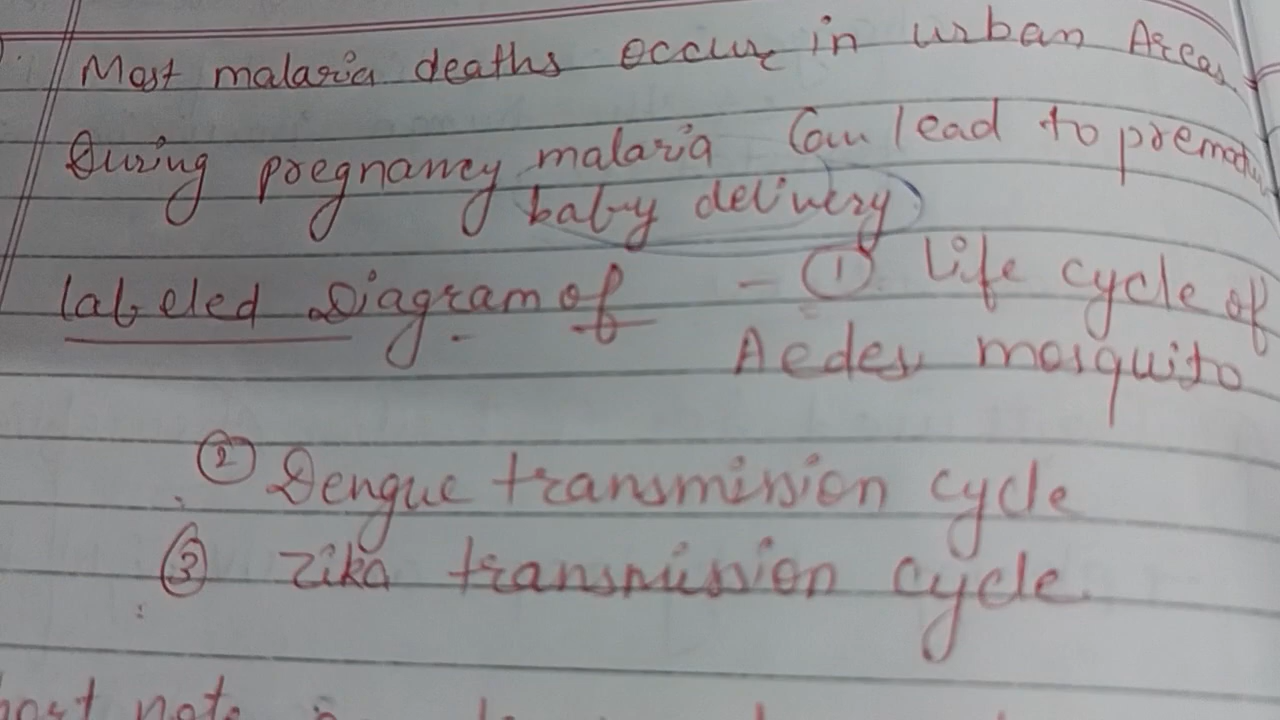 Most malaria deaths occur in urban Areas
During pregnancy malaria can lead to
baby delivery
labeled Diagram of - ① Life cycle of
Aedes mosquito
② Dengue transmission cycle
③ Zika transmission cycle
note